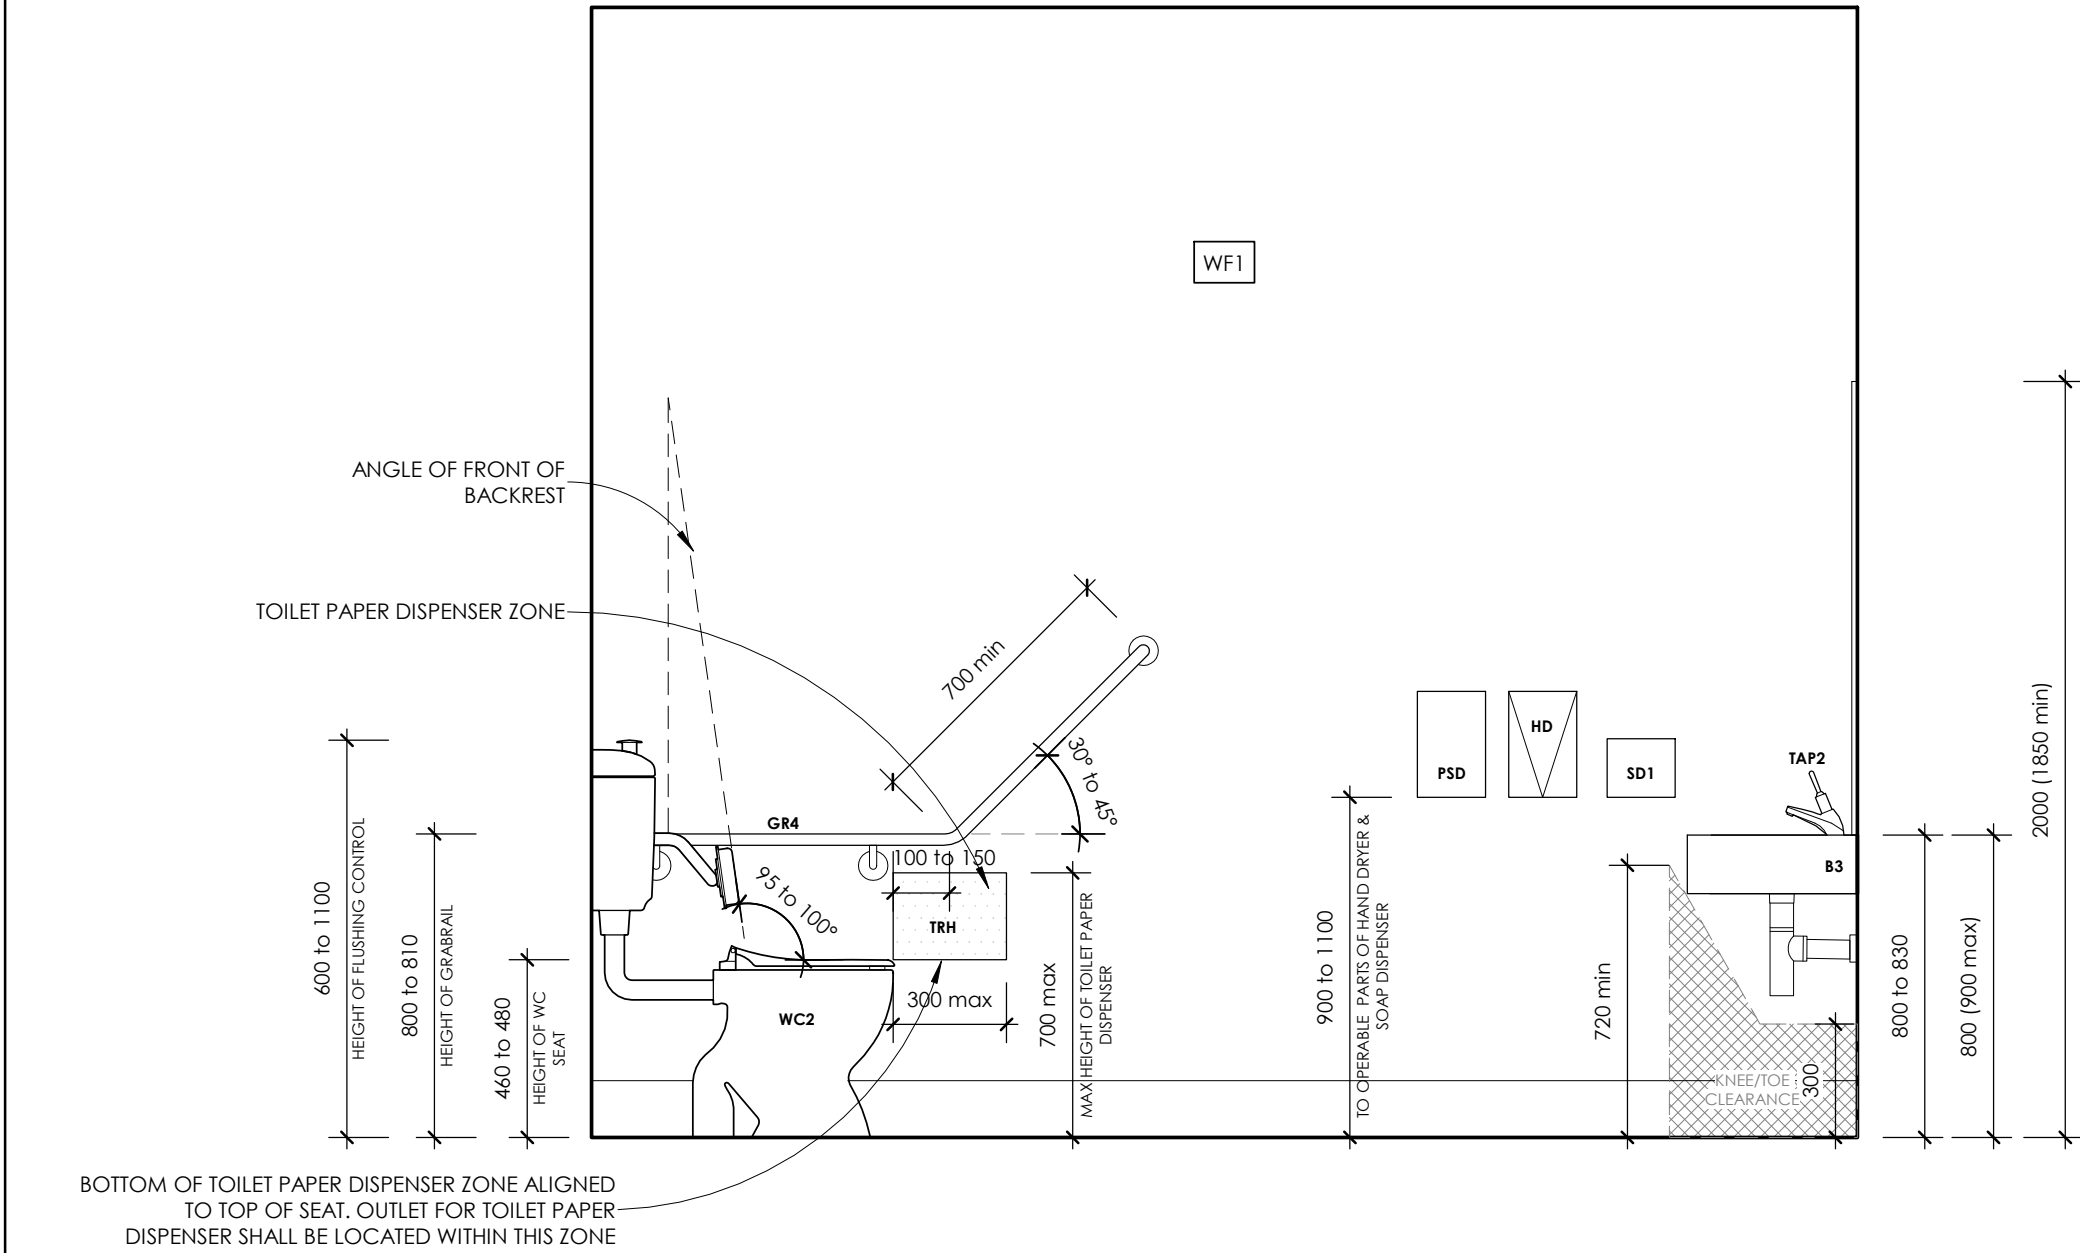 WF1
ANGLE OF FRONT OF
BACKREST
TOILET PAPER DISPENSER ZONE
700 min
30° to 45°
GR4
100 to 150
95 to 100°
TRH
300 max
WC2
600 to 1100
HEIGHT OF FLUSHING CONTROL
800 to 810
HEIGHT OF GRABRAIL
460 to 480
HEIGHT OF WC
SEAT
700 max
MAX HEIGHT OF TOILET PAPER
DISPENSER
900 to 1100
TO OPERABLE PARTS OF HAND DRYER &
SOAP DISPENSER
PSD
HD
SD1
TAP2
B3
720 min
KNEE/TOE
CLEARANCE
300
800 to 830
800 (900 max)
2000 (1850 min)
BOTTOM OF TOILET PAPER DISPENSER ZONE ALIGNED
TO TOP OF SEAT. OUTLET FOR TOILET PAPER
DISPENSER SHALL BE LOCATED WITHIN THIS ZONE